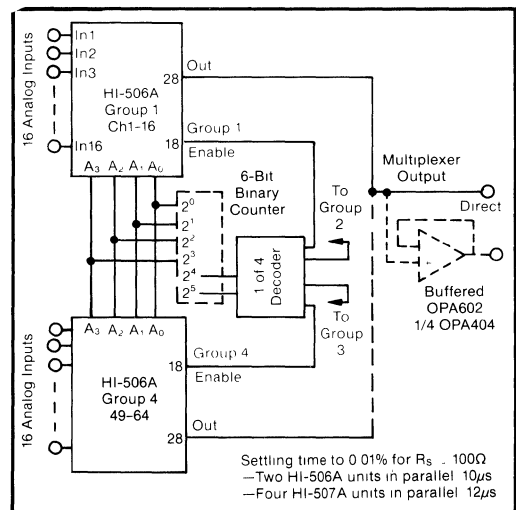 16 Analog Inputs
In1
In2
In3
In16
HI-506A
Group 1
Ch1-16
28
Out
18
Group 1
Enable
A3 A2 A1 A0
6-Bit
Binary
Counter
2⁰
2¹
2²
2³
2⁴
2⁵
1 of 4
Decoder
To
Group
2
To
Group
3
Multiplexer
Output
Direct
Buffered
OPA602
1/4 OPA404
16 Analog Inputs
A3 A2 A1 A0
HI-506A
Group 4
49-64
18
Group 4
Enable
28
Out
Settling time to 0 01% for RS 100Ω
—Two HI-506A units in parallel 10µs
—Four HI-507A units in parallel 12µs